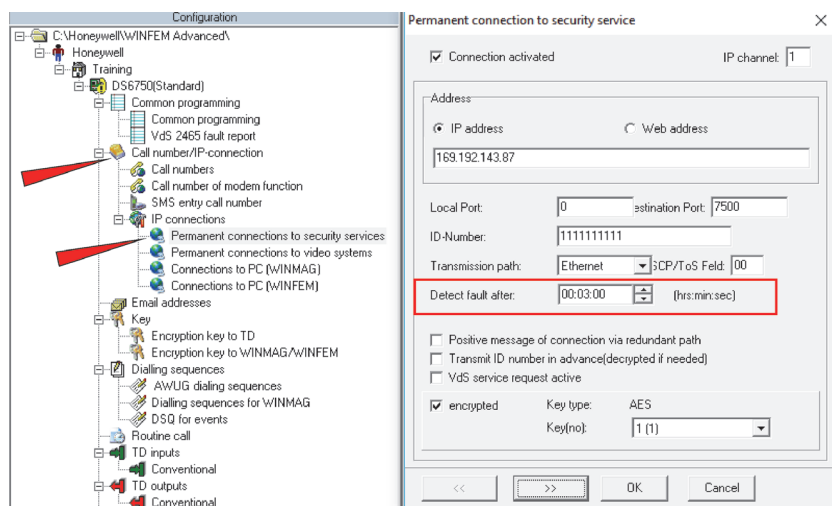 Configuration
C:\Honeywell\WINFEM Advanced\
Honeywell
Training
DS6750(Standard)
Common programming
Common programming
VdS 2465 fault report
Call number/IP-connection
Call numbers
Call number of modem function
SMS entry call number
IP connections
Permanent connections to security services
Permanent connections to video systems
Connections to PC (WINMAG)
Connections to PC (WINFEM)
Email addresses
Key
Encryption key to TD
Encryption key to WINMAG/WINFEM
Dialling sequences
AWUG dialing sequences
Dialling sequences for WINMAG
DSQ for events
Routine call
TD inputs
Conventional
TD outputs
Conventional
Permanent connection to security service
Connection activated IP channel: 1
Address
IP address Web address
169.192.143.87
Local Port: 0 estination Port: 7500
ID-Number: 1111111111
Transmission path: Ethernet SCP/ToS Feld: 00
Detect fault after: 00:03:00 (hrs:min:sec)
Positive message of connection via redundant path
Transmit ID number in advance(decrypted if needed)
VdS service request active
encrypted Key type: AES
Key(no): 1 (1)
<< >> OK Cancel